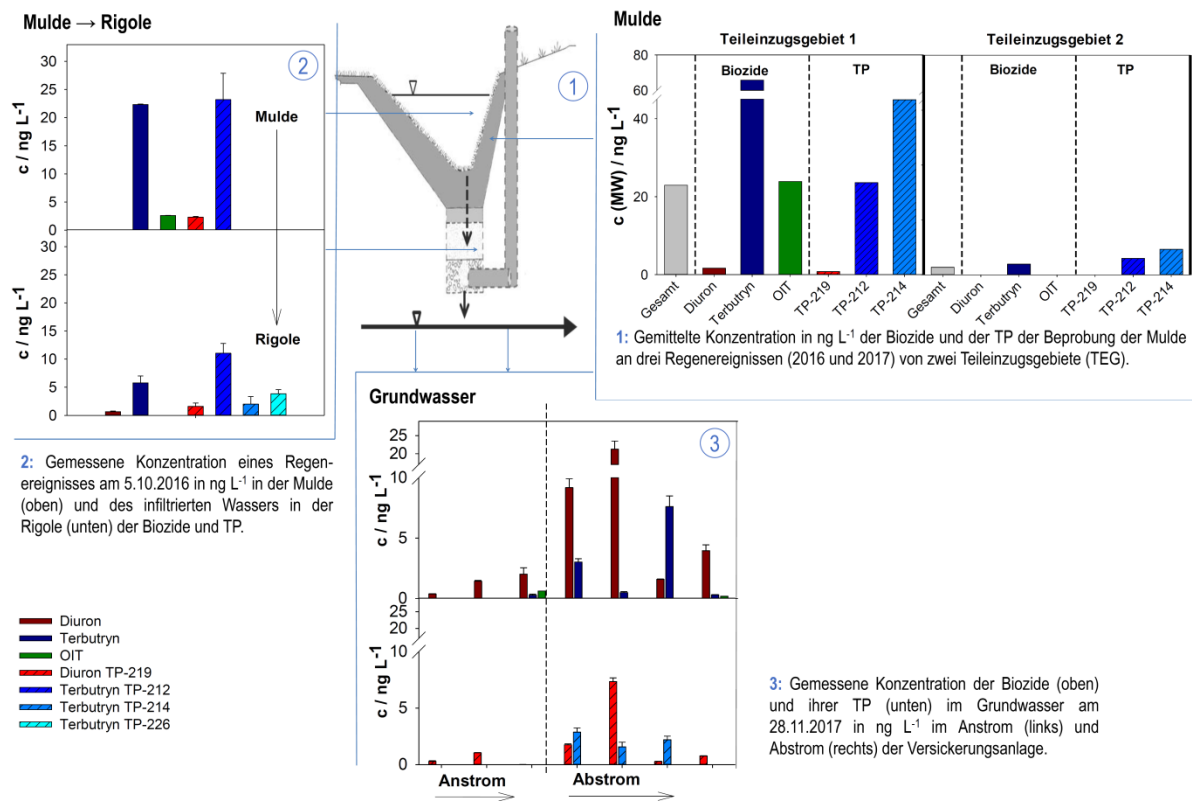 Mulde → Rigole
c / ng L-1
30
25
20
15
10
5
0
2
Mulde
c / ng L-1
25
20
15
10
5
0
Rigole
1
Mulde
Teileinzugsgebiet 1
Teileinzugsgebiet 2
Biozide
TP
Biozide
TP
c (MW) / ng L-1
80
60
40
20
0
Gesamt
Diuron
Terbutryn
OIT
TP-219
TP-212
TP-214
Gesamt
Diuron
Terbutryn
OIT
TP-219
TP-212
TP-214
1: Gemittelte Konzentration in ng L-1 der Biozide und der TP der Beprobung der Mulde
an drei Regenereignissen (2016 und 2017) von zwei Teileinzugsgebiete (TEG).
2: Gemessene Konzentration eines Regen-
ereignisses am 5.10.2016 in ng L-1 in der Mulde
(oben) und des infiltrierten Wassers in der
Rigole (unten) der Biozide und TP.
Grundwasser
3
c / ng L-1
25
20
10
5
0
c / ng L-1
25
20
10
5
0
Anstrom
Abstrom
Diuron
Terbutryn
OIT
Diuron TP-219
Terbutryn TP-212
Terbutryn TP-214
Terbutryn TP-226
3: Gemessene Konzentration der Biozide (oben)
und ihrer TP (unten) im Grundwasser am
28.11.2017 in ng L-1 im Anstrom (links) und
Abstrom (rechts) der Versickerungsanlage.